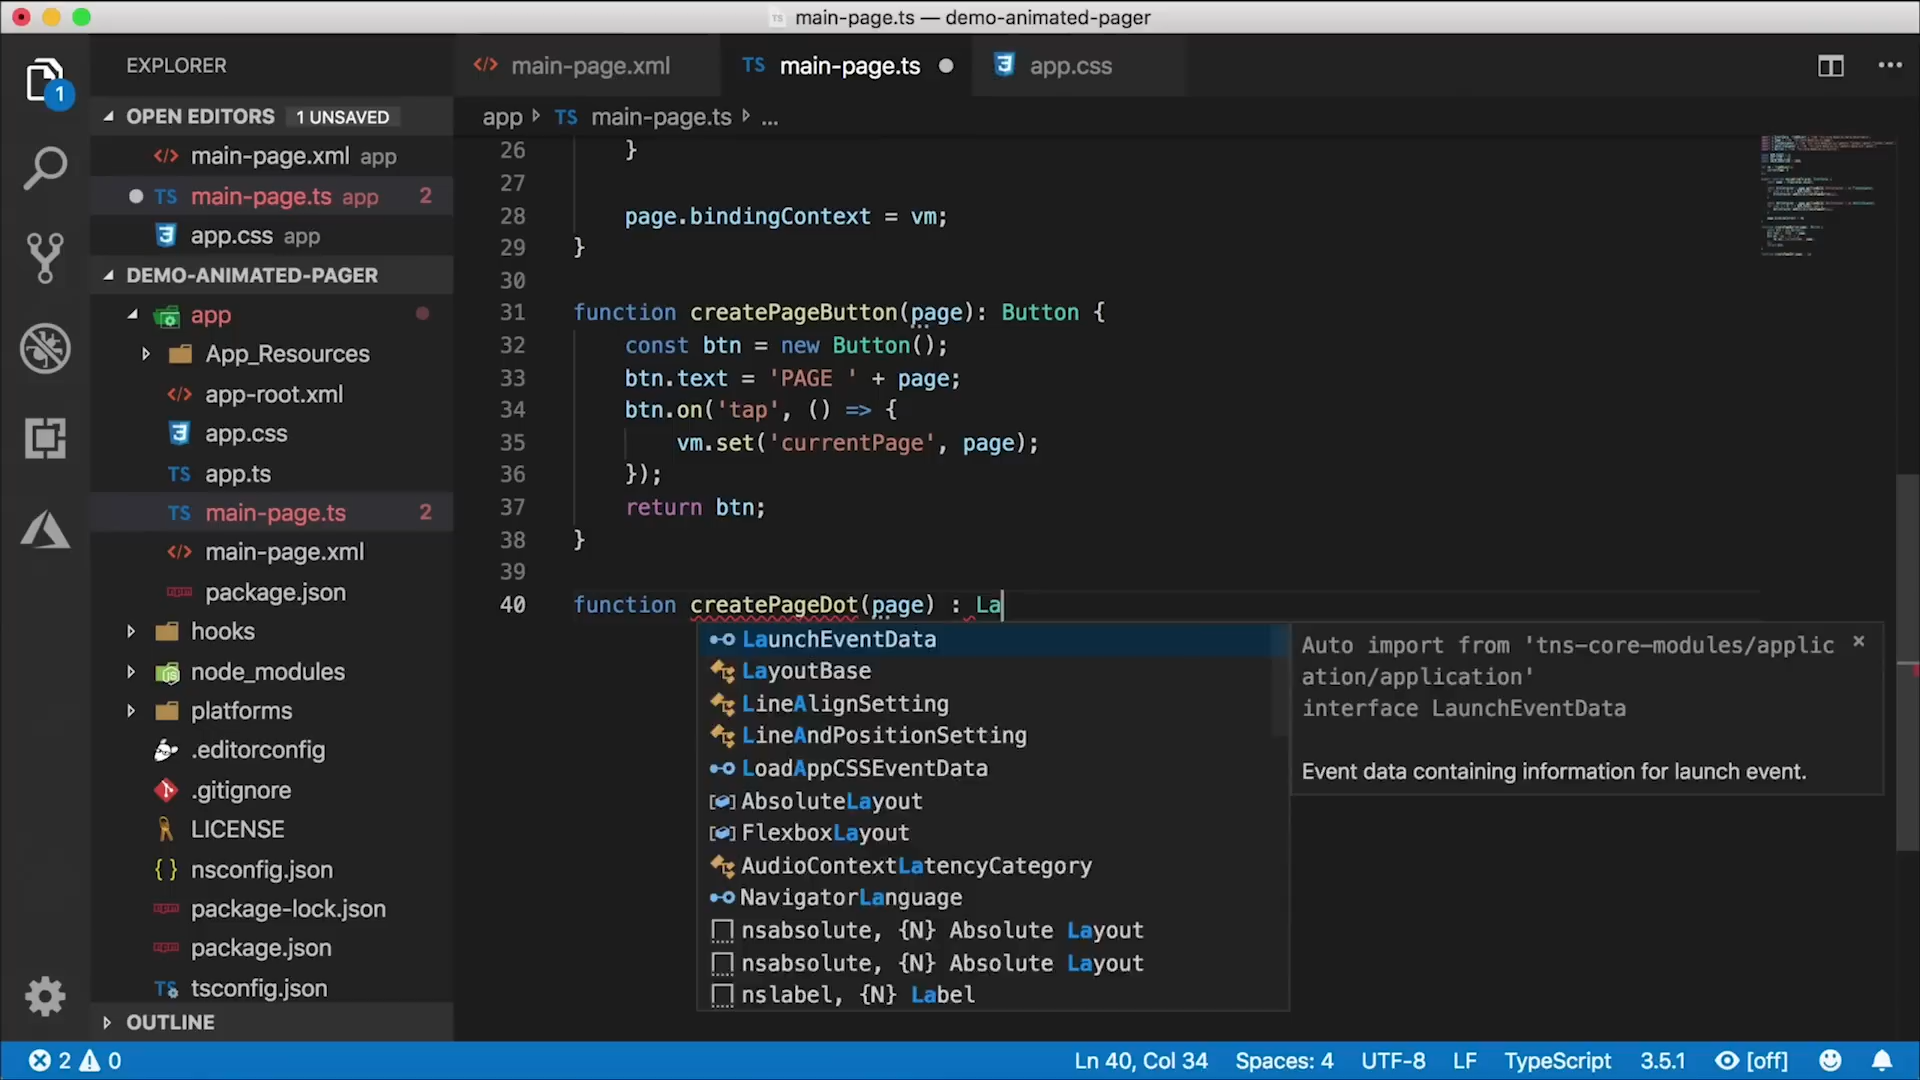 main-page.ts — demo-animated-pager
EXPLORER
OPEN EDITORS 1 UNSAVED
main-page.xml app
TS main-page.ts app 2
app.css app
DEMO-ANIMATED-PAGER
app
App_Resources
app-root.xml
app.css
TS app.ts
TS main-page.ts 2
main-page.xml
package.json
hooks
node_modules
platforms
.editorconfig
.gitignore
LICENSE
nsconfig.json
package-lock.json
package.json
TS tsconfig.json
OUTLINE
1
main-page.xml TS main-page.ts app.css
app TS main-page.ts ...
26 }
27
28 page.bindingContext = vm;
29 }
30
31 function createPageButton(page): Button {
32 const btn = new Button();
33 btn.text = 'PAGE ' + page;
34 btn.on('tap', () => {
35 vm.set('currentPage', page);
36 });
37 return btn;
38 }
39
40 function createPageDot(page) : La
LaunchEventData
LayoutBase
LineAlignSetting
LineAndPositionSetting
LoadAppCSSEventData
AbsoluteLayout
FlexboxLayout
AudioContextLatencyCategory
NavigatorLanguage
nsabsolute, {N} Absolute Layout
nsabsolute, {N} Absolute Layout
nslabel, {N} Label
Auto import from 'tns-core-modules/applic
ation/application'
interface LaunchEventData
Event data containing information for launch event.
2 0 Ln 40, Col 34 Spaces: 4 UTF-8 LF TypeScript 3.5.1 [off]